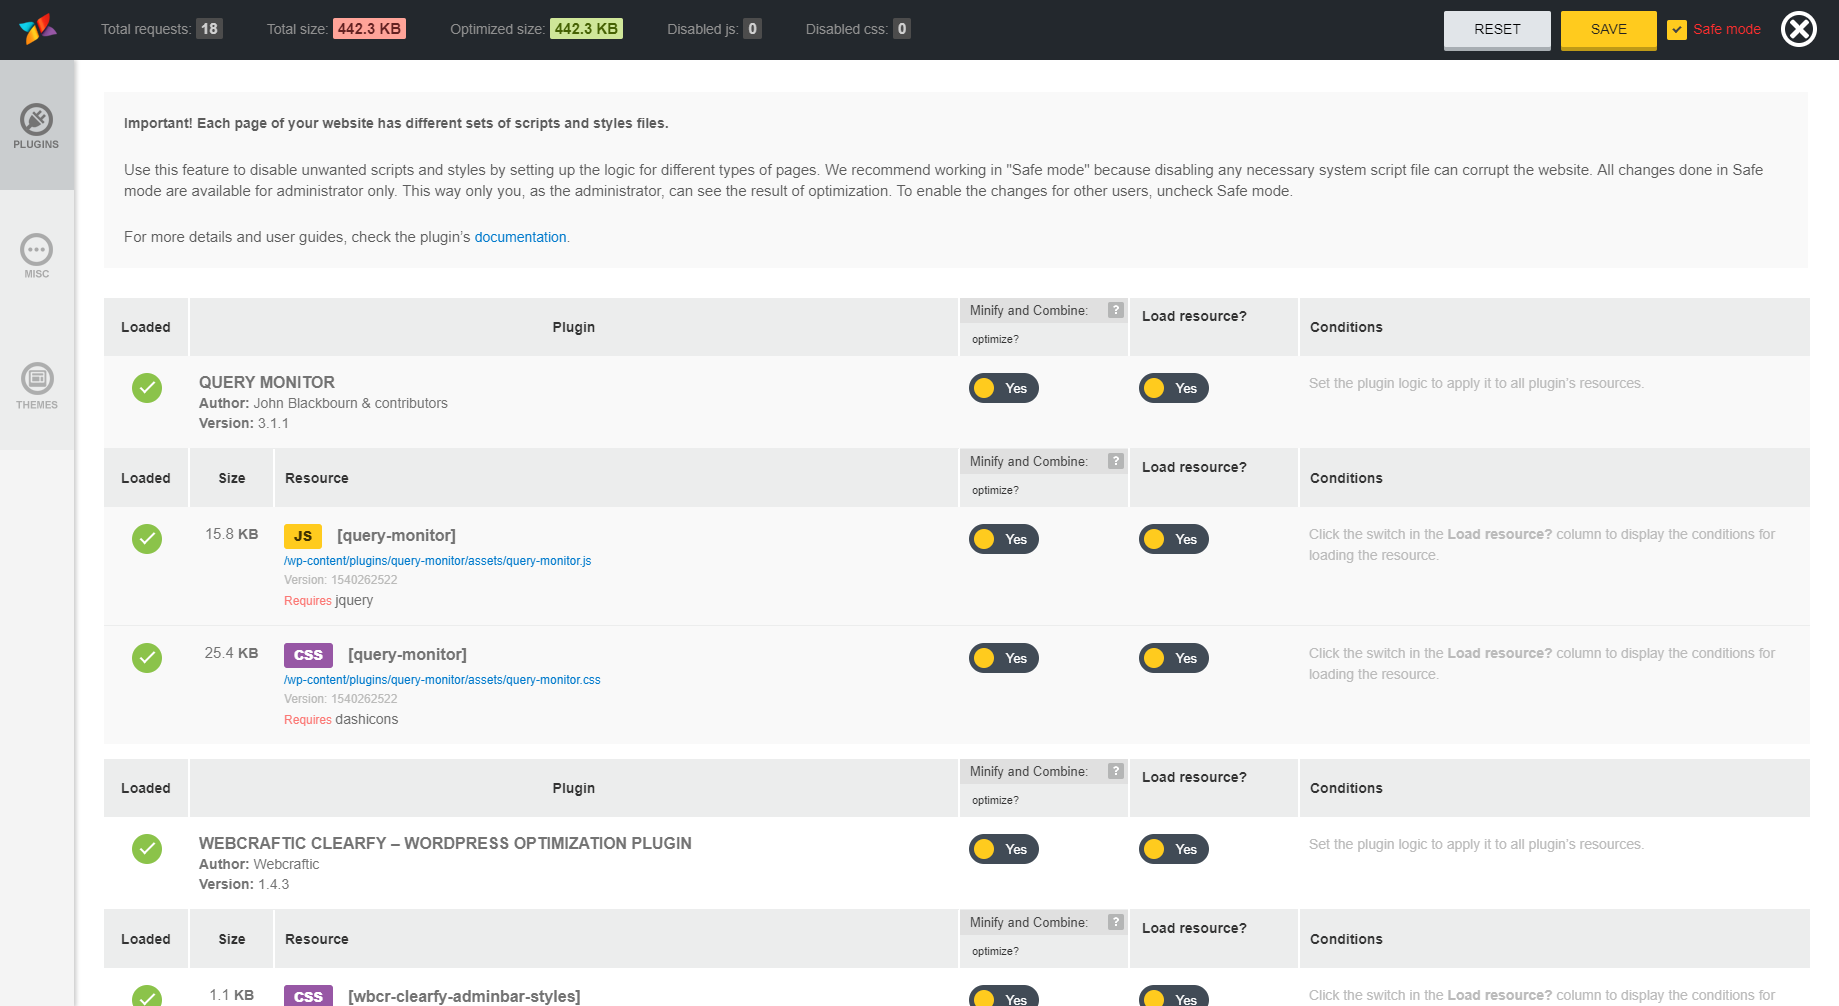 Total requests: 18 Total size: 442.3 KB Optimized size: 442.3 KB Disabled js: 0 Disabled css: 0 RESET SAVE Safe mode
PLUGINS
MISC
THEMES
Important! Each page of your website has different sets of scripts and styles files.
Use this feature to disable unwanted scripts and styles by setting up the logic for different types of pages. We recommend working in "Safe mode" because disabling any necessary system script file can corrupt the website. All changes done in Safe
mode are available for administrator only. This way only you, as the administrator, can see the result of optimization. To enable the changes for other users, uncheck Safe mode.
For more details and user guides, check the plugin's documentation.
Loaded Plugin Minify and Combine: ? Load resource? Conditions
optimize?
QUERY MONITOR Yes Yes Set the plugin logic to apply it to all plugin's resources.
Author: John Blackbourn & contributors
Version: 3.1.1
Loaded Size Resource Minify and Combine: ? Load resource? Conditions
optimize?
15.8 KB JS [query-monitor] Yes Yes Click the switch in the Load resource? column to display the conditions for
loading the resource.
/wp-content/plugins/query-monitor/assets/query-monitor.js
Version: 1540262522
Requires jquery
25.4 KB CSS [query-monitor] Yes Yes Click the switch in the Load resource? column to display the conditions for
loading the resource.
/wp-content/plugins/query-monitor/assets/query-monitor.css
Version: 1540262522
Requires dashicons
Loaded Plugin Minify and Combine: ? Load resource? Conditions
optimize?
WEBCRAFTIC CLEARFY – WORDPRESS OPTIMIZATION PLUGIN Yes Yes Set the plugin logic to apply it to all plugin's resources.
Author: Webcraftic
Version: 1.4.3
Loaded Size Resource Minify and Combine: ? Load resource? Conditions
optimize?
1.1 KB CSS [wbcr-clearfy-adminbar-styles] Yes Yes Click the switch in the Load resource? column to display the conditions for